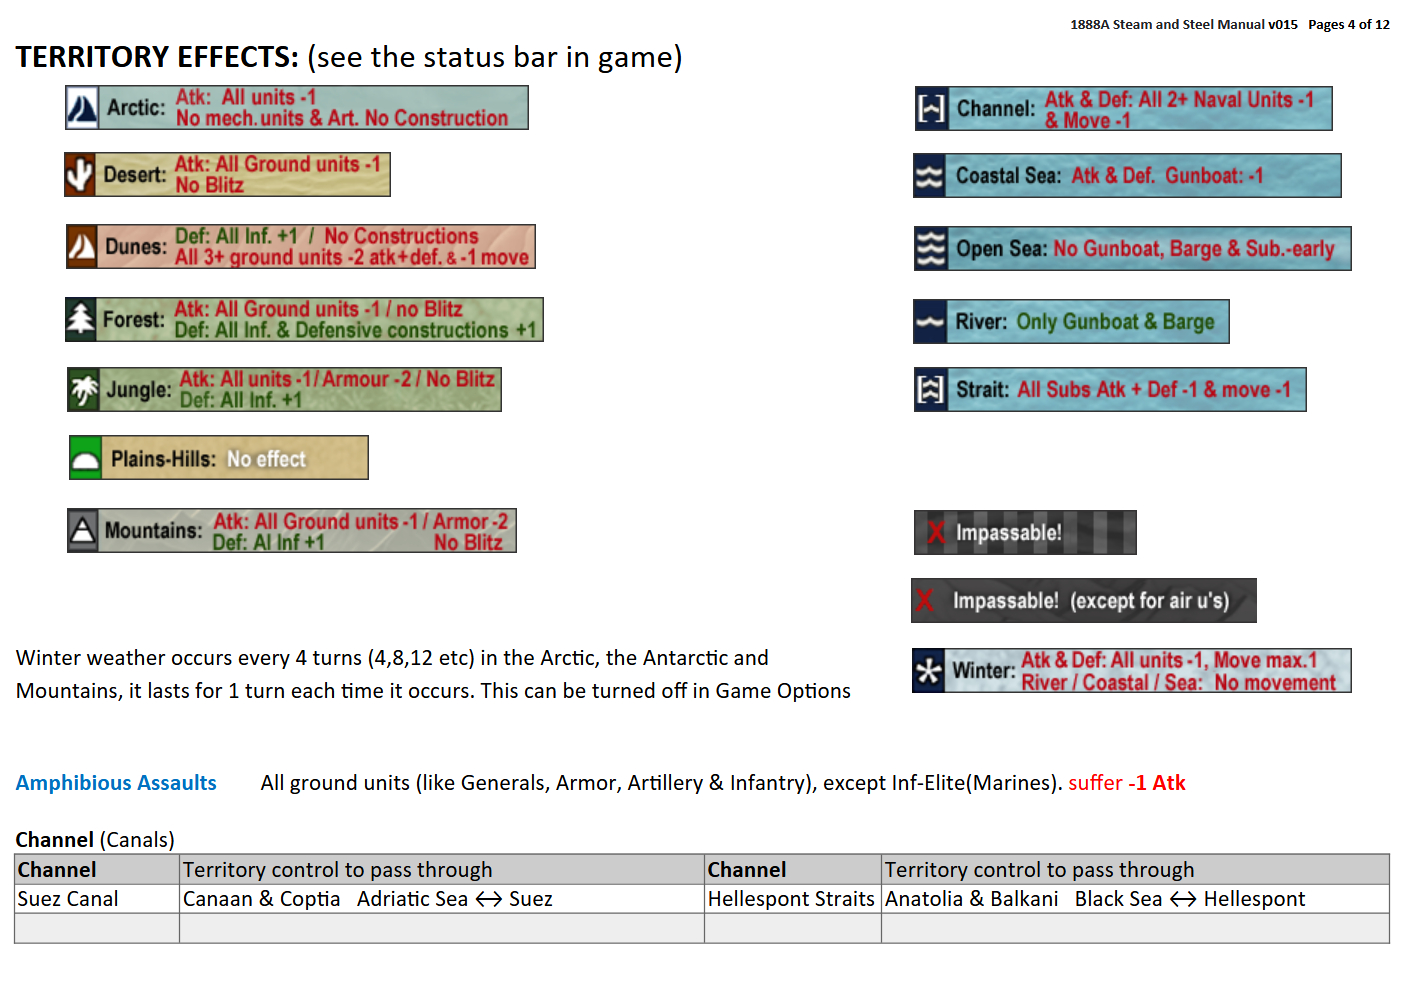 1888A Steam and Steel Manual v015 Pages 4 of 12
TERRITORY EFFECTS: (see the status bar in game)
Arctic: Atk: All units -1
No mech. units & Art. No Construction
Desert: Atk: All Ground units -1
No Blitz
Dunes: Def: All Inf. +1 / No Constructions
All 3+ ground units -2 atk+def. & -1 move
Forest: Atk: All Ground units -1 / no Blitz
Def: All Inf. & Defensive constructions +1
Jungle: Atk: All units -1/ Armour -2 / No Blitz
Def: All Inf. +1
Plains-Hills: No effect
Mountains: Atk: All Ground units -1 / Armor -2
Def: Al Inf +1 No Blitz
Channel: Atk & Def: All 2+ Naval Units -1
& Move -1
Coastal Sea: Atk & Def. Gunboat: -1
Open Sea: No Gunboat, Barge & Sub.-early
River: Only Gunboat & Barge
Strait: All Subs Atk + Def -1 & move -1
X Impassable!
X Impassable! (except for air u's)
Winter: Atk & Def: All units -1, Move max.1
River / Coastal / Sea: No movement
Winter weather occurs every 4 turns (4,8,12 etc) in the Arctic, the Antarctic and
Mountains, it lasts for 1 turn each time it occurs. This can be turned off in Game Options
Amphibious Assaults All ground units (like Generals, Armor, Artillery & Infantry), except Inf-Elite(Marines). suffer -1 Atk
Channel (Canals)
Channel Territory control to pass through Channel Territory control to pass through
Suez Canal Canaan & Coptia Adriatic Sea <-> Suez Hellespont Straits Anatolia & Balkani Black Sea <-> Hellespont